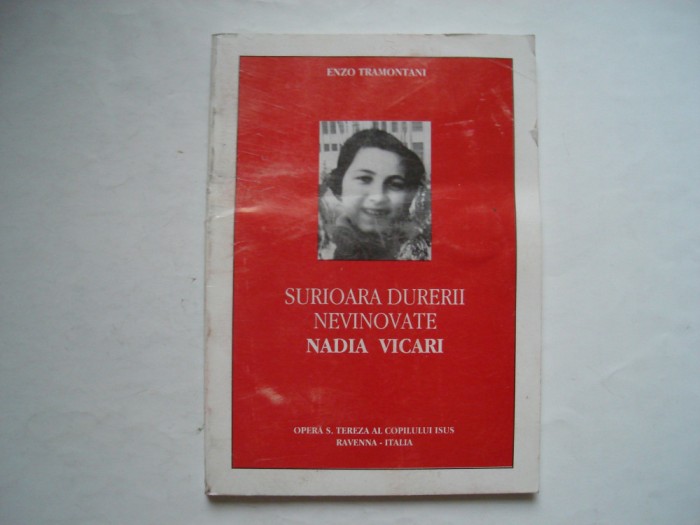 ENZO TRAMONTANI
SURIOARA DURERII
NEVINOVATE
NADIA VICARI
OPERĂ S. TEREZA AL COPILULUI ISUS
RAVENNA - ITALIA